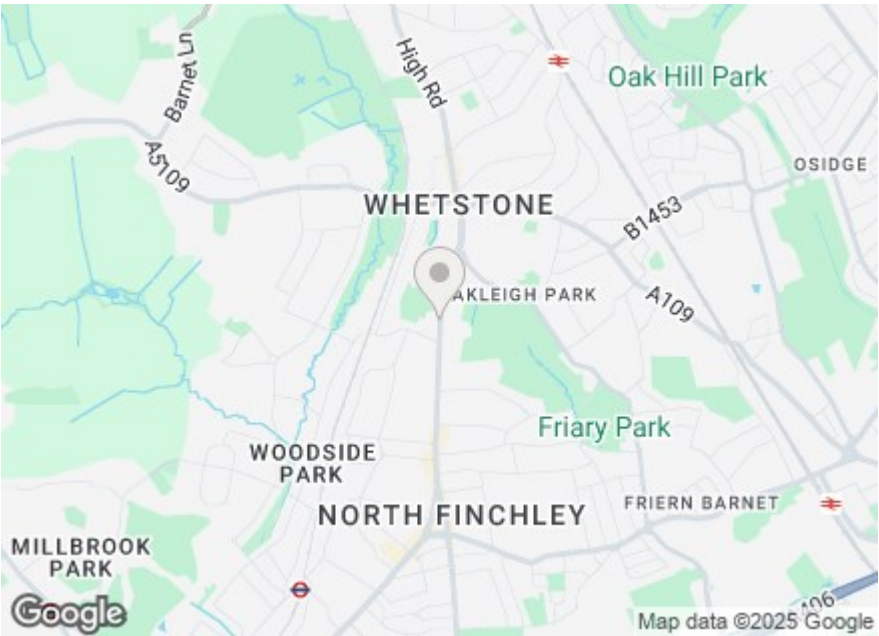 Barnet Ln
High Rd
Oak Hill Park
A5109
OSIDGE
WHETSTONE
B1453
AKLEIGH PARK
A109
Friary Park
WOODSIDE
PARK
NORTH FINCHLEY
FRIERN BARNET
MILLBROOK
PARK
406
Google
Map data ©2025 Google